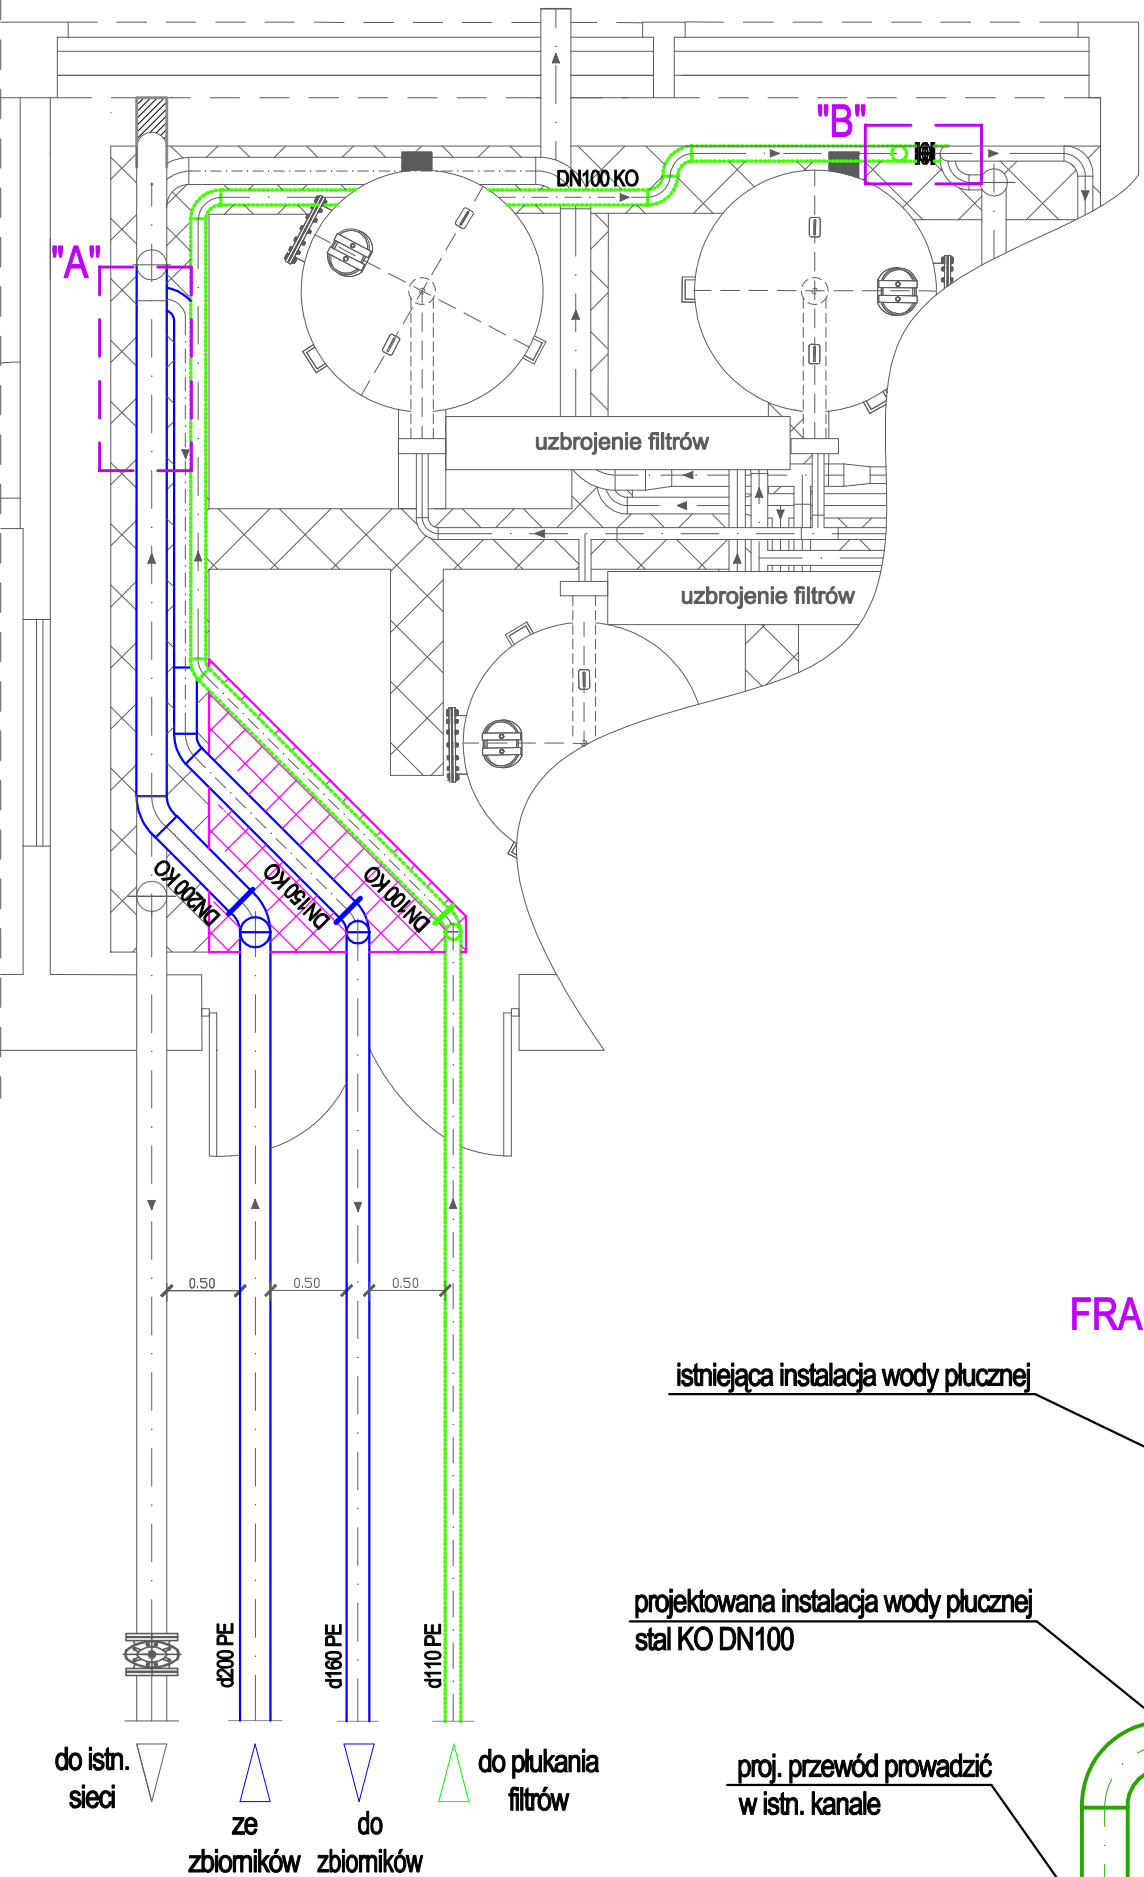 "B"
DN100 KO
"A"
uzbrojenie filtrów
uzbrojenie filtrów
DN200 KO
DN150 KO
DN100 KO
0.50
0.50
0.50
FRA
istniejąca instalacja wody płucznej
projektowana instalacja wody płucznej
stal KO DN100
d200 PE
d160 PE
d110 PE
proj. przewód prowadzić
w istn. kanale
do istn.
sieci
do płukania
filtrów
ze
zbiorników
do
zbiorników